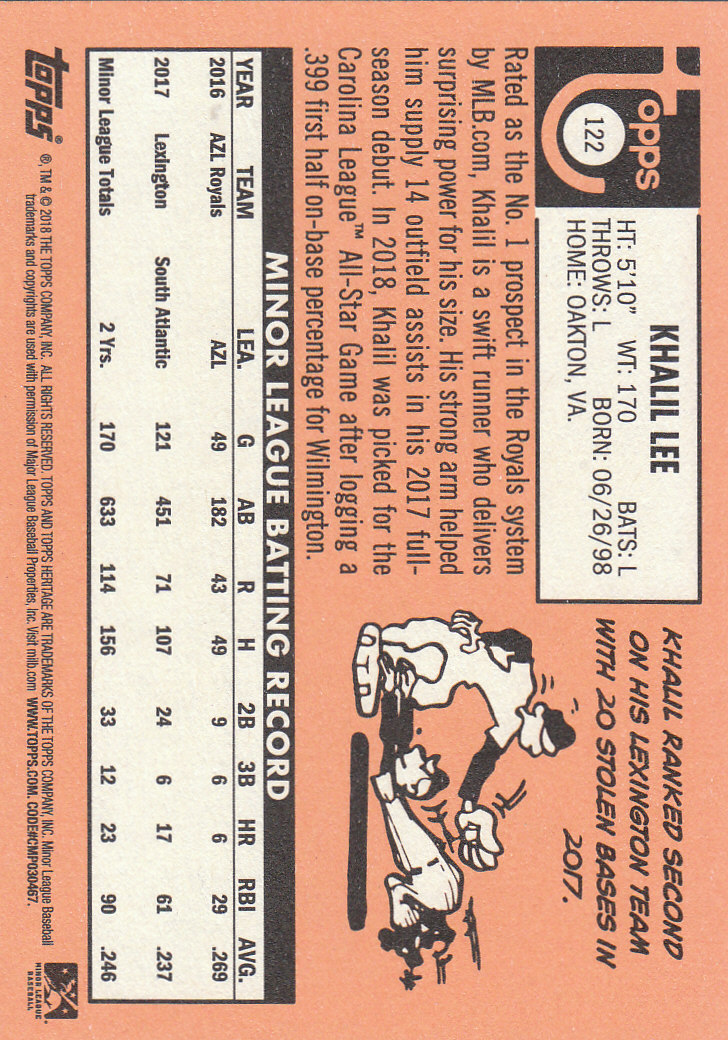 topps
122
KHALIL LEE
HT: 5'10" WT: 170 BATS: L
THROWS: L BORN: 06/26/98
HOME: OAKTON, VA.
KHALIL RANKED SECOND
ON HIS LEXINGTON TEAM
WITH 20 STOLEN BASES IN
2017.
Rated as the No. 1 prospect in the Royals system
by MLB.com, Khalil is a swift runner who delivers
surprising power for his size. His strong arm helped
him supply 14 outfield assists in his 2017 full-
season debut. In 2018, Khalil was picked for the
Carolina League™ All-Star Game after logging a
.399 first half on-base percentage for Wilmington.
MINOR LEAGUE BATTING RECORD
YEAR TEAM LEA. G AB R H 2B 3B HR RBI AVG.
2016 AZL Royals AZL 49 182 43 49 9 6 6 29 .269
2017 Lexington South Atlantic 121 451 71 107 24 6 17 61 .237
Minor League Totals 2 Yrs. 170 633 114 156 33 12 23 90 .246
topps®
®, TM & © 2018 THE TOPPS COMPANY, INC. ALL RIGHTS RESERVED. TOPPS AND TOPPS HERITAGE ARE TRADEMARKS OF THE TOPPS COMPANY, INC. Minor League Baseball
trademarks and copyrights are used with permission of Major League Baseball Properties, Inc. Visit milb.com WWW.TOPPS.COM. CODE#CMP030467.
MINOR LEAGUE
BASEBALL